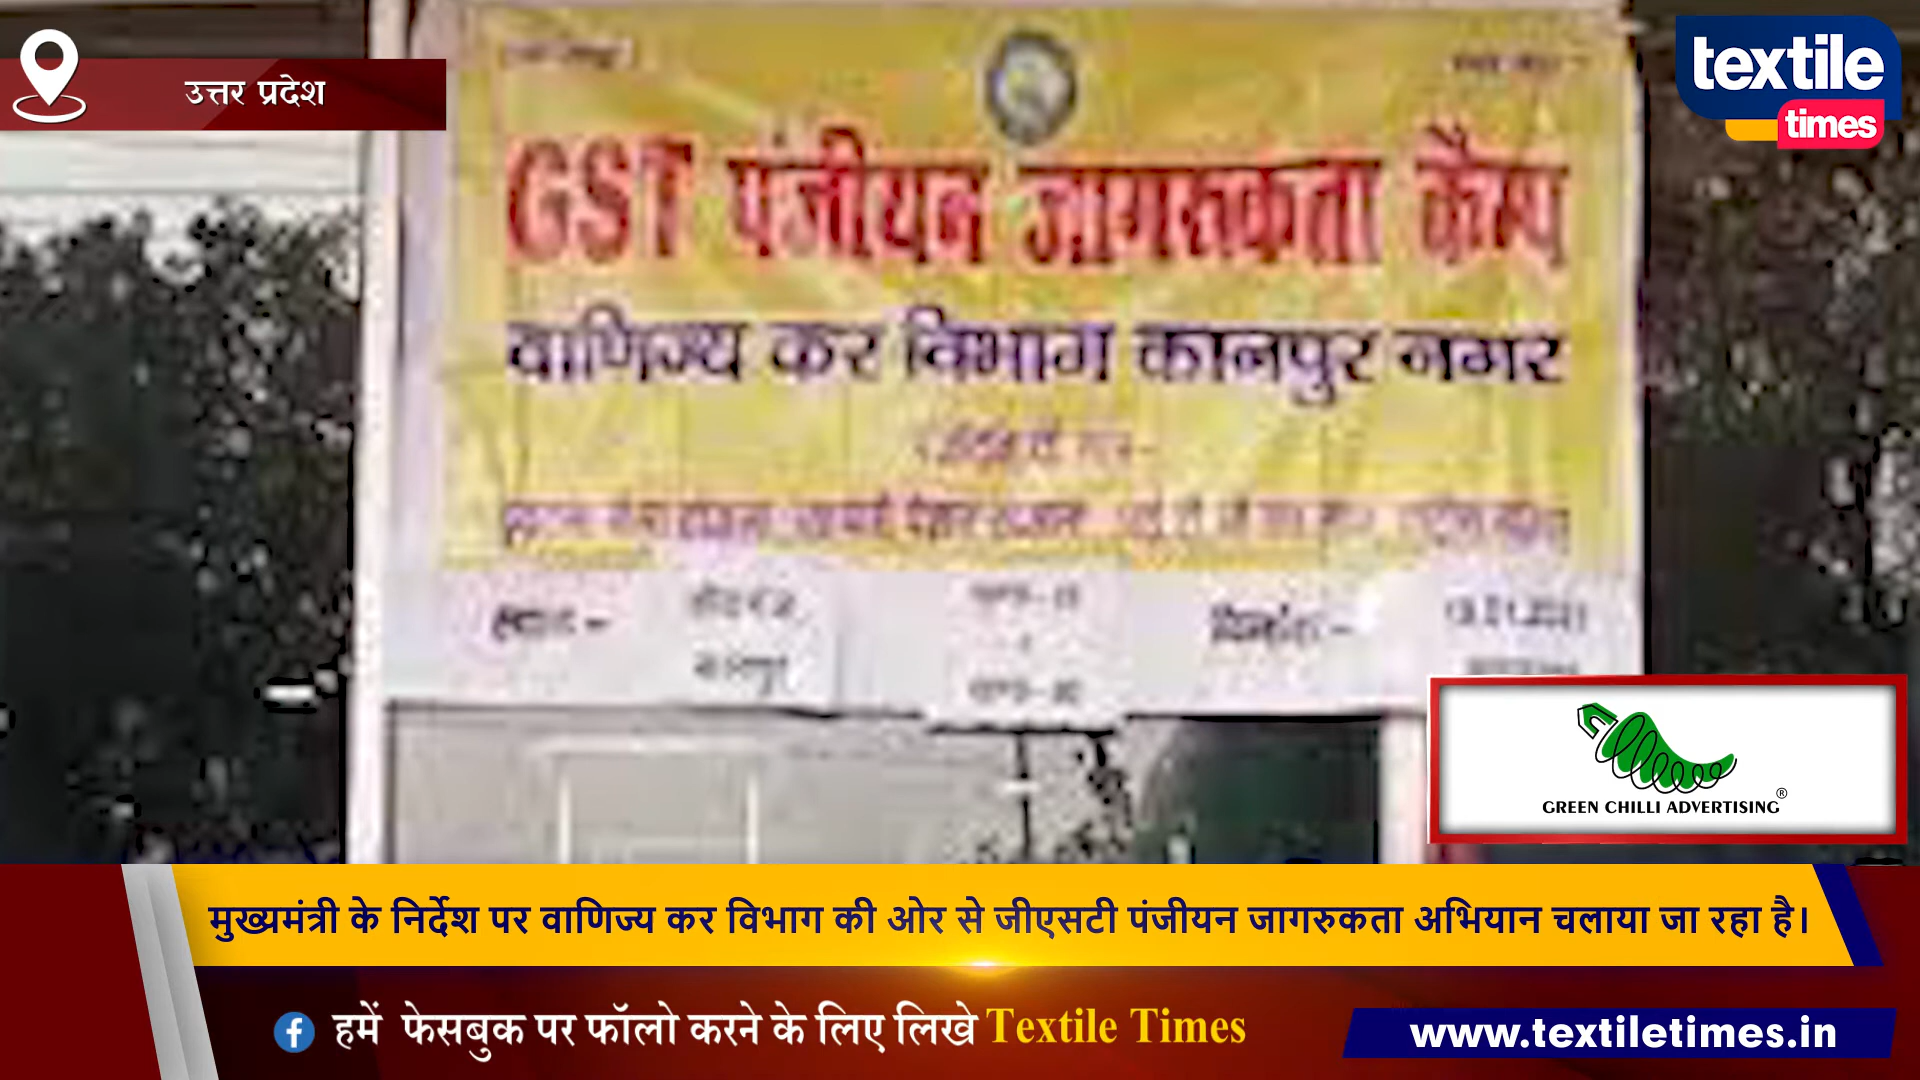 उत्तर प्रदेश
textile
times
GST पंजीयन जागरुकता कैम्प
वाणिज्य कर विभाग कानपुर नगर
स्थान -
कानपुर
दिनांक -
GREEN CHILLI ADVERTISING®
मुख्यमंत्री के निर्देश पर वाणिज्य कर विभाग की ओर से जीएसटी पंजीयन जागरुकता अभियान चलाया जा रहा है।
हमें फेसबुक पर फॉलो करने के लिए लिखे Textile Times
www.textiletimes.in